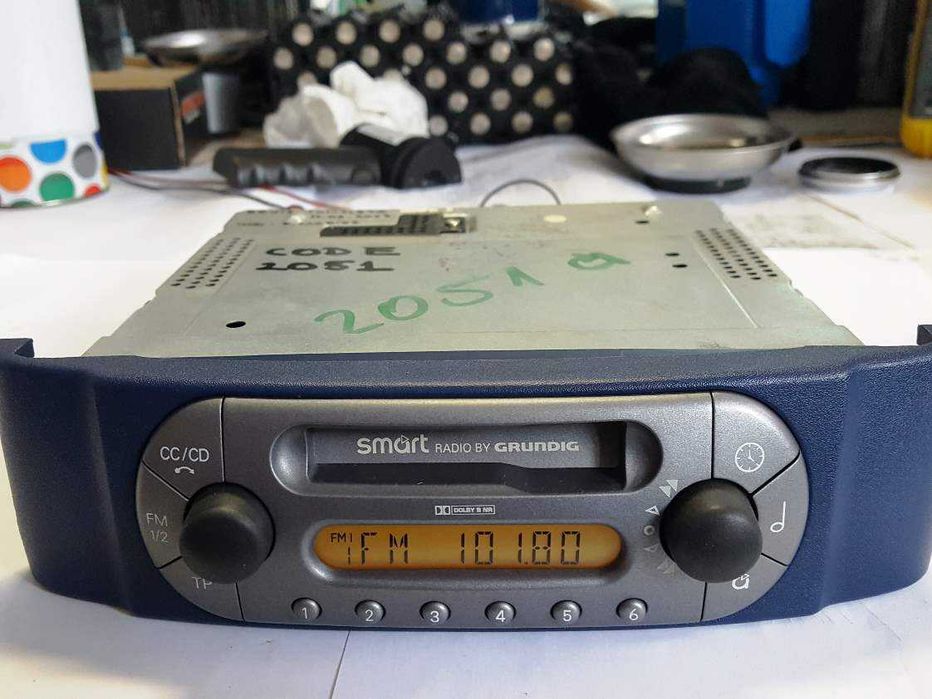 CODE
2051
2051 a
CC/CD
smart RADIO BY GRUNDIG
FM
1/2
DOLBY B NR
FM1
1 FM 101.80
TP
1 2 3 4 5 6